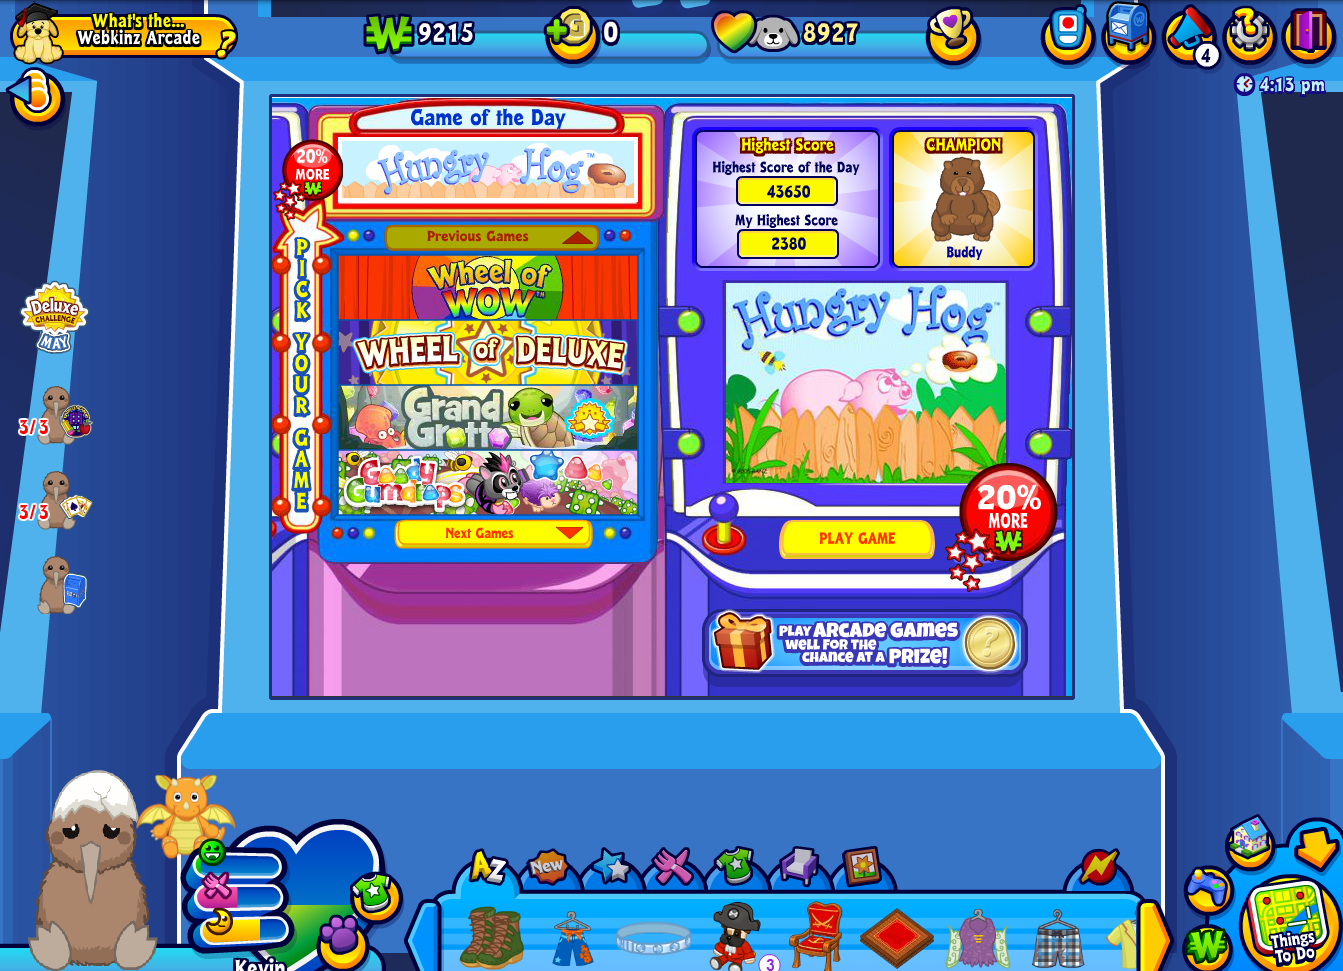 What's the...
Webkinz Arcade
?
W 9215
+ 0
8927
4
4:13 pm
Game of the Day
Hungry Hog™
20%
MORE
W
PICK YOUR GAME
Previous Games
Wheel of
WOW™
WHEEL of DELUXE
Grand
Grotto
Goody
Gumdrops
Next Games
Highest Score
Highest Score of the Day
43650
My Highest Score
2380
CHAMPION
Buddy
Hungry Hog™
20%
MORE
W
PLAY GAME
PLAY ARCADE GAMES
WELL FOR THE
CHANCE AT A PRIZE!
?
Deluxe
CHALLENGE
MAY
3/3
3/3
Kevin
AZ
New
3
W
Things
To Do